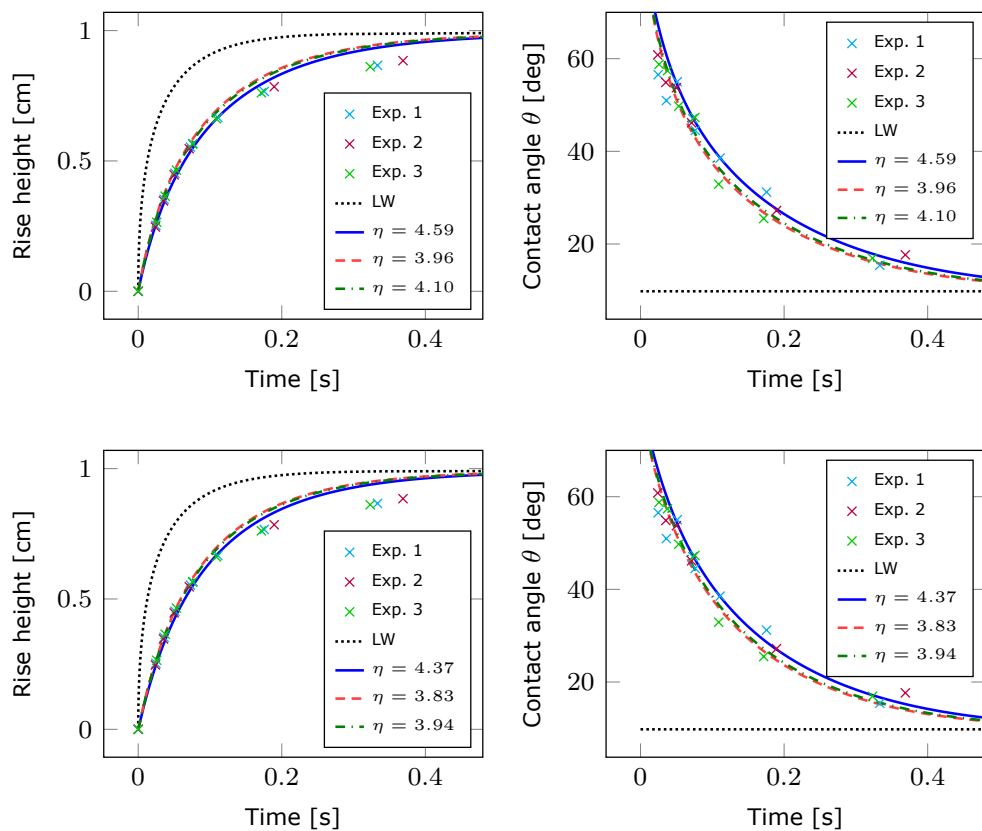 1
0.5
0
Rise height [cm]
Exp. 1
Exp. 2
Exp. 3
LW
η = 4.59
η = 3.96
η = 4.10
0
0.2
0.4
Time [s]
60
40
20
Contact angle θ [deg]
Exp. 1
Exp. 2
Exp. 3
LW
η = 4.59
η = 3.96
η = 4.10
0
0.2
0.4
Time [s]
1
0.5
0
Rise height [cm]
Exp. 1
Exp. 2
Exp. 3
LW
η = 4.37
η = 3.83
η = 3.94
0
0.2
0.4
Time [s]
60
40
20
Contact angle θ [deg]
Exp. 1
Exp. 2
Exp. 3
LW
η = 4.37
η = 3.83
η = 3.94
0
0.2
0.4
Time [s]